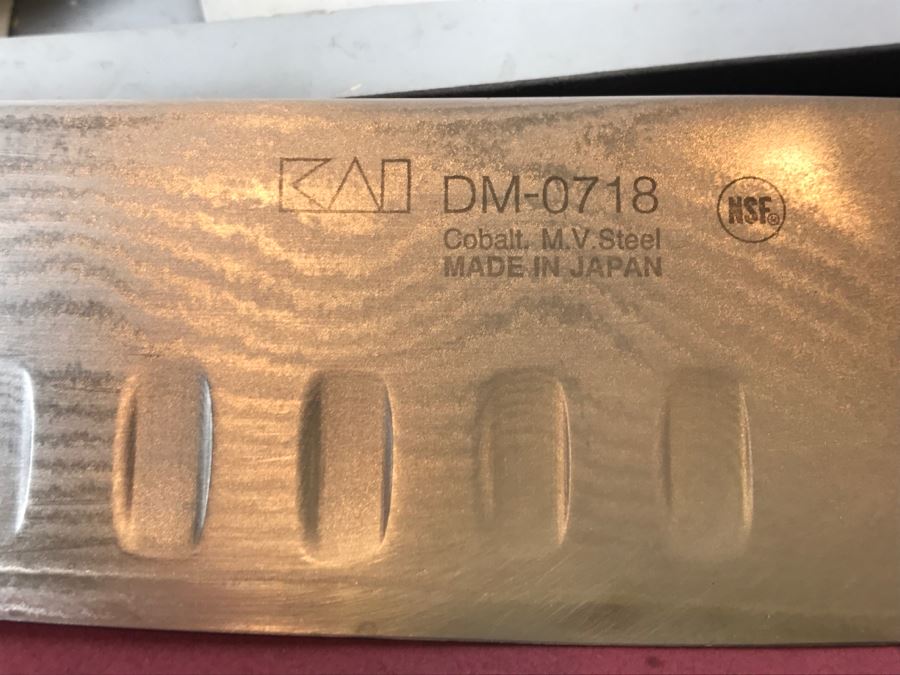 KAI
DM-0718
NSF®
Cobalt. M.V.Steel
MADE IN JAPAN